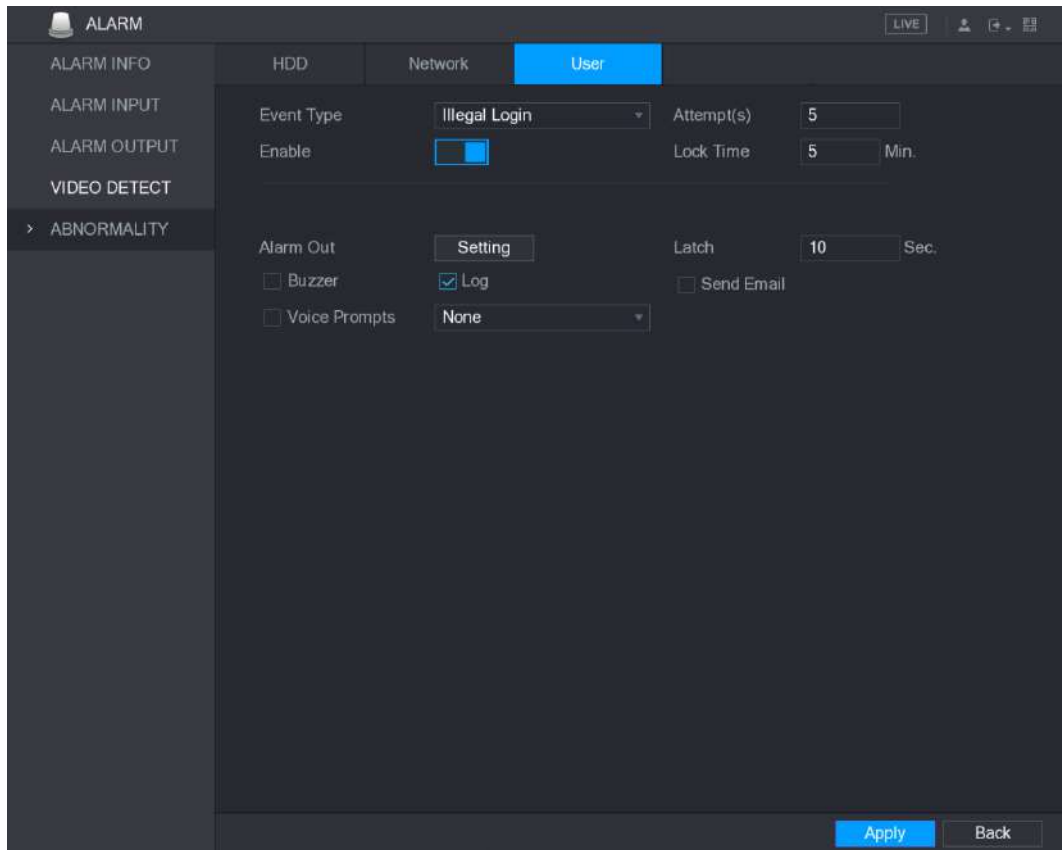 ALARM
LIVE
ALARM INFO
ALARM INPUT
ALARM OUTPUT
VIDEO DETECT
> ABNORMALITY
HDD Network User
Event Type Illegal Login Attempt(s) 5
Enable Lock Time 5 Min.
Alarm Out Setting Latch 10 Sec.
Buzzer Log Send Email
Voice Prompts None
Apply Back